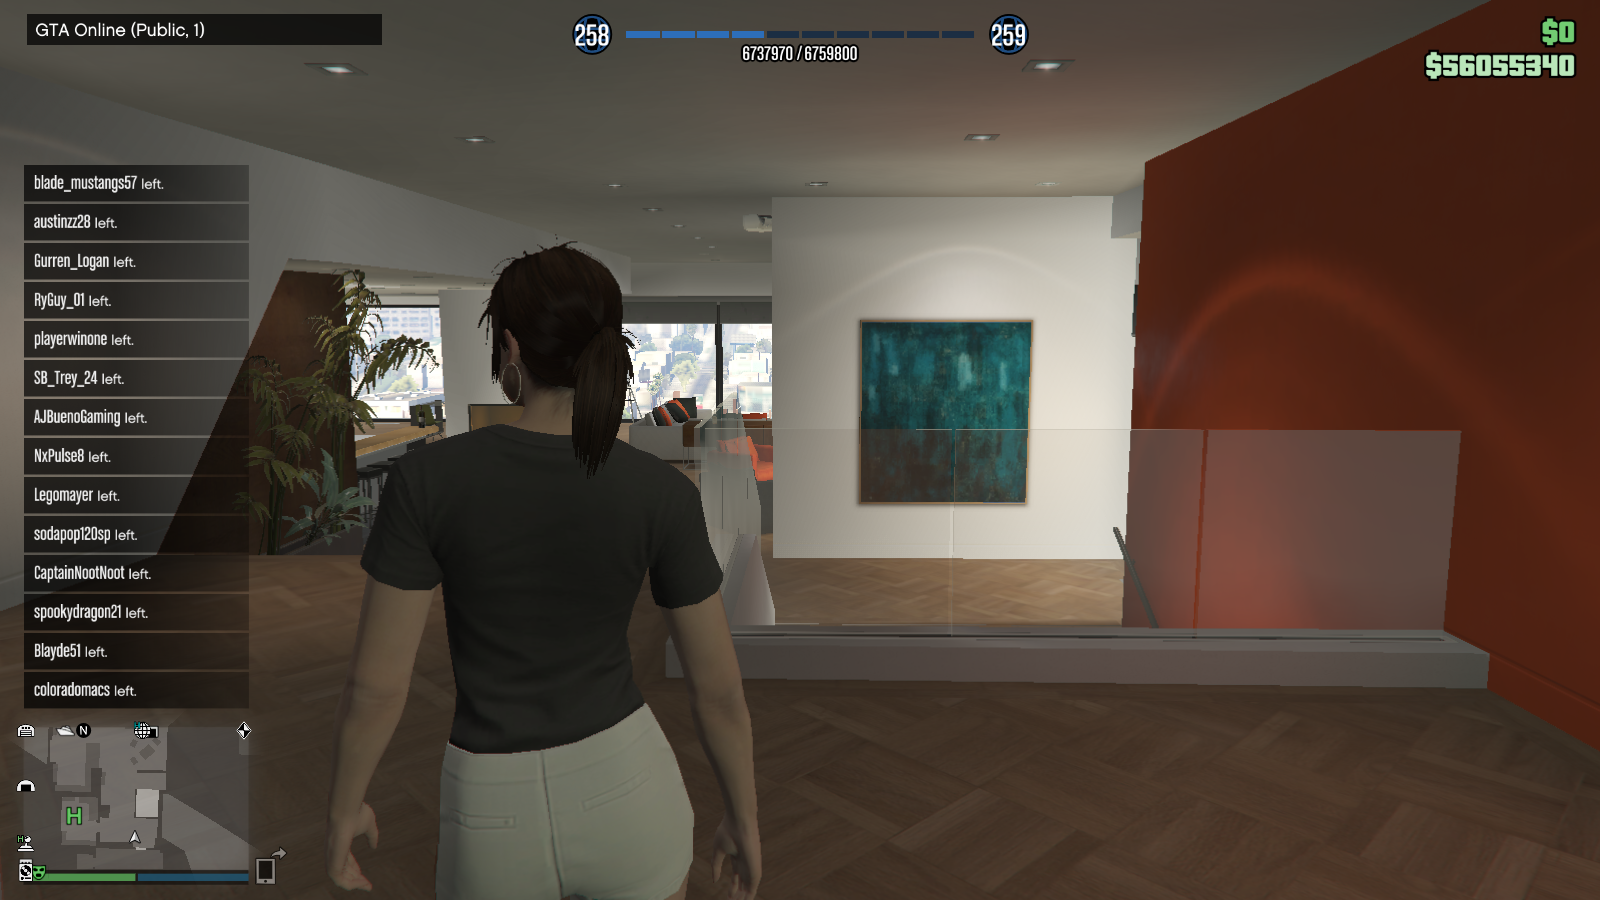 GTA Online (Public, 1)
258
259
6737970 / 6759800
$0
$56055340
blade_mustangs57 left.
austinzz28 left.
Gurren_Logan left.
RyGuy_01 left.
playerwinone left.
SB_Trey_24 left.
AJBuenoGaming left.
NxPulse8 left.
Legomayer left.
sodapop120sp left.
CaptainNootNoot left.
spookydragon21 left.
Blayde51 left.
coloradomacs left.
N
H
H